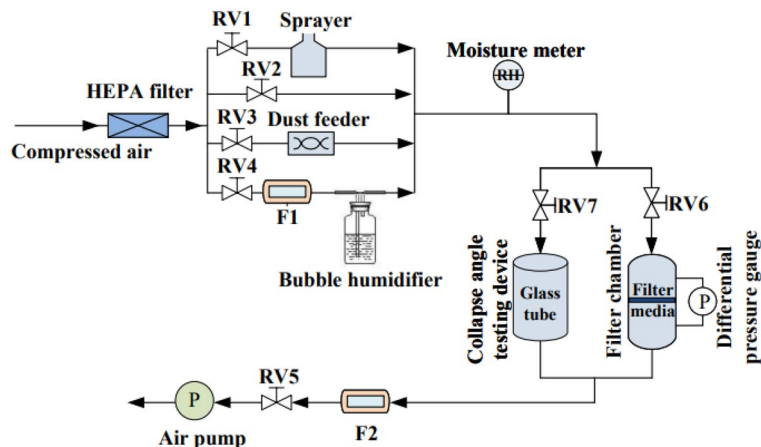 RV1
Sprayer
RV2
HEPA filter
RV3
Dust feeder
Compressed air
RV4
F1
Bubble humidifier
Moisture meter
RH
RV7
RV6
Collapse angle
testing device
Glass
tube
Filter chamber
Filter
media
P
Differential
pressure gauge
RV5
P
Air pump
F2